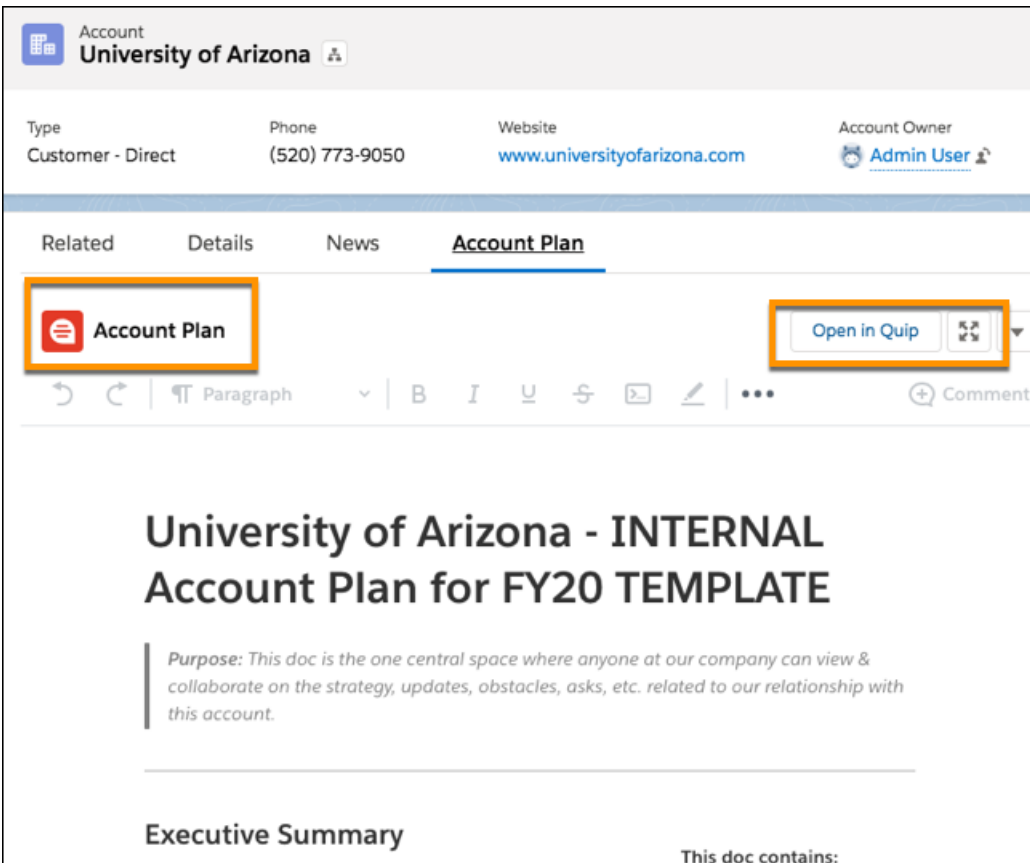 Account
University of Arizona
Type Phone Website Account Owner
Customer - Direct (520) 773-9050 www.universityofarizona.com Admin User
Related Details News Account Plan
Account Plan Open in Quip
Paragraph B I U S Comment
University of Arizona - INTERNAL
Account Plan for FY20 TEMPLATE
Purpose: This doc is the one central space where anyone at our company can view &
collaborate on the strategy, updates, obstacles, asks, etc. related to our relationship with
this account.
Executive Summary
This doc contains: